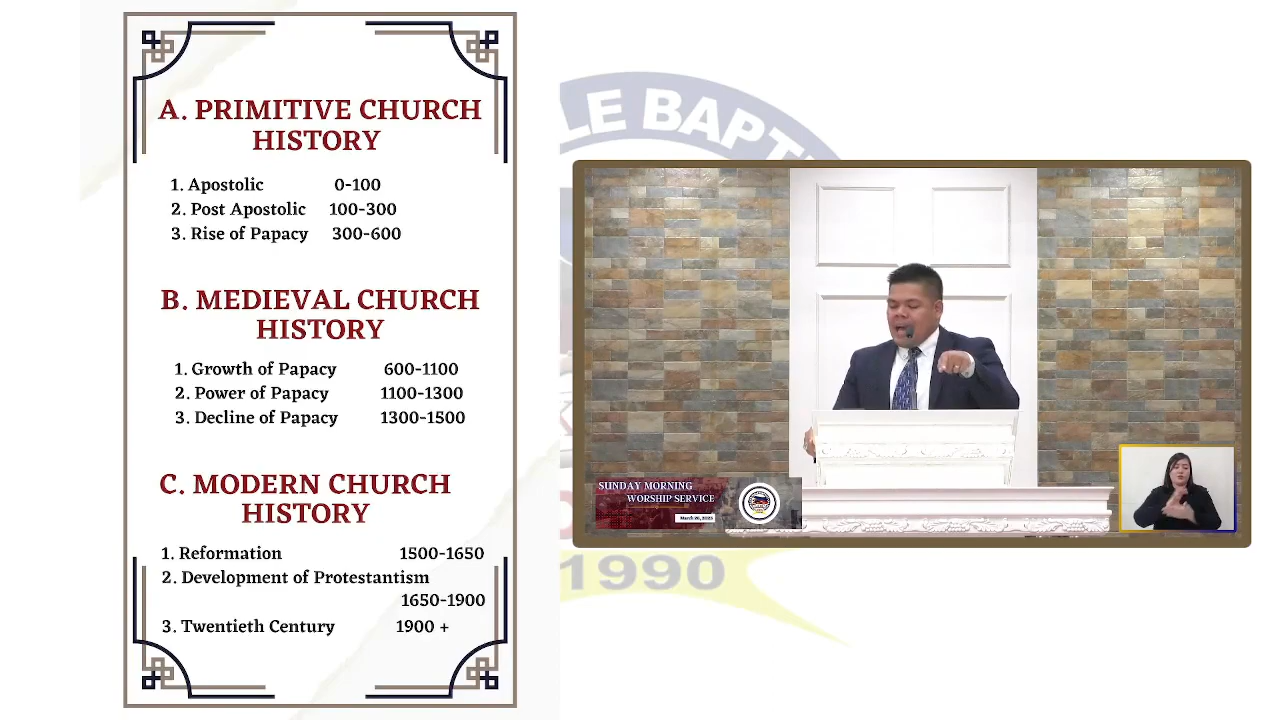 A. PRIMITIVE CHURCH
HISTORY
1. Apostolic 0-100
2. Post Apostolic 100-300
3. Rise of Papacy 300-600
B. MEDIEVAL CHURCH
HISTORY
1. Growth of Papacy 600-1100
2. Power of Papacy 1100-1300
3. Decline of Papacy 1300-1500
C. MODERN CHURCH
HISTORY
1. Reformation 1500-1650
2. Development of Protestantism
1650-1900
3. Twentieth Century 1900 +
LE BAPTI
SUNDAY MORNING
WORSHIP SERVICE
1990